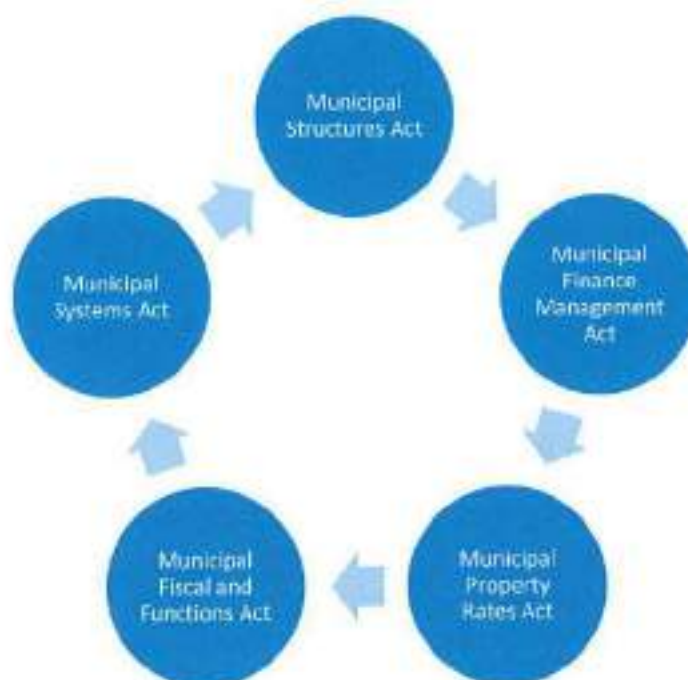 Municipal
Structures Act
Municipal
Finance
Management
Act
Municipal
Property
Rates Act
Municipal
Fiscal and
Functions Act
Municipal
Systems Act